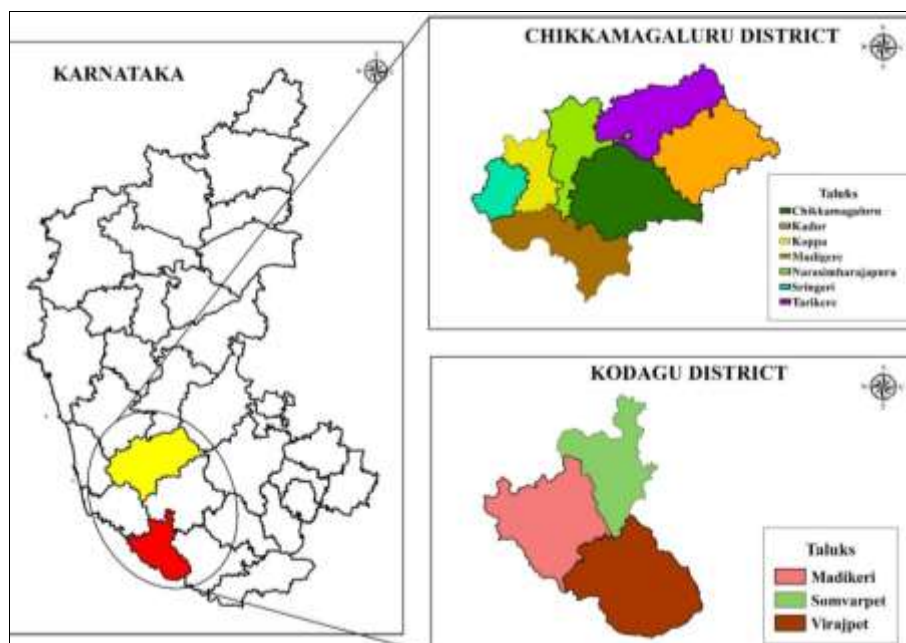 KARNATAKA
CHIKKAMAGALURU DISTRICT
Taluks
Chikkamagaluru
Kadur
Koppa
Mudigere
Narasimharajapura
Sringeri
Tarikere
KODAGU DISTRICT
Taluks
Madikeri
Somvarpet
Virajpet